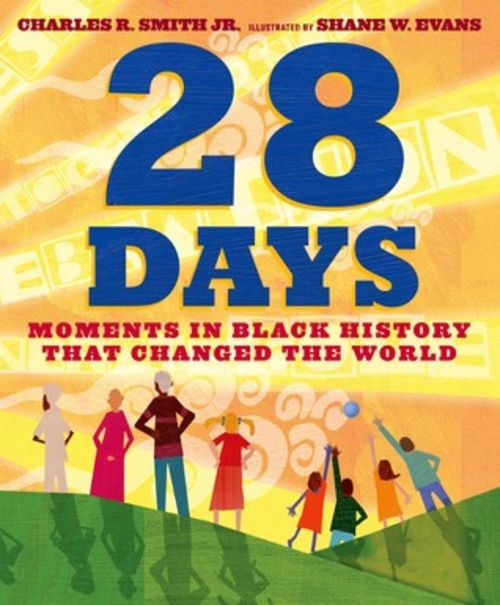 CHARLES R. SMITH JR. ILLUSTRATED BY SHANE W. EVANS
28
DAYS
MOMENTS IN BLACK HISTORY
THAT CHANGED THE WORLD